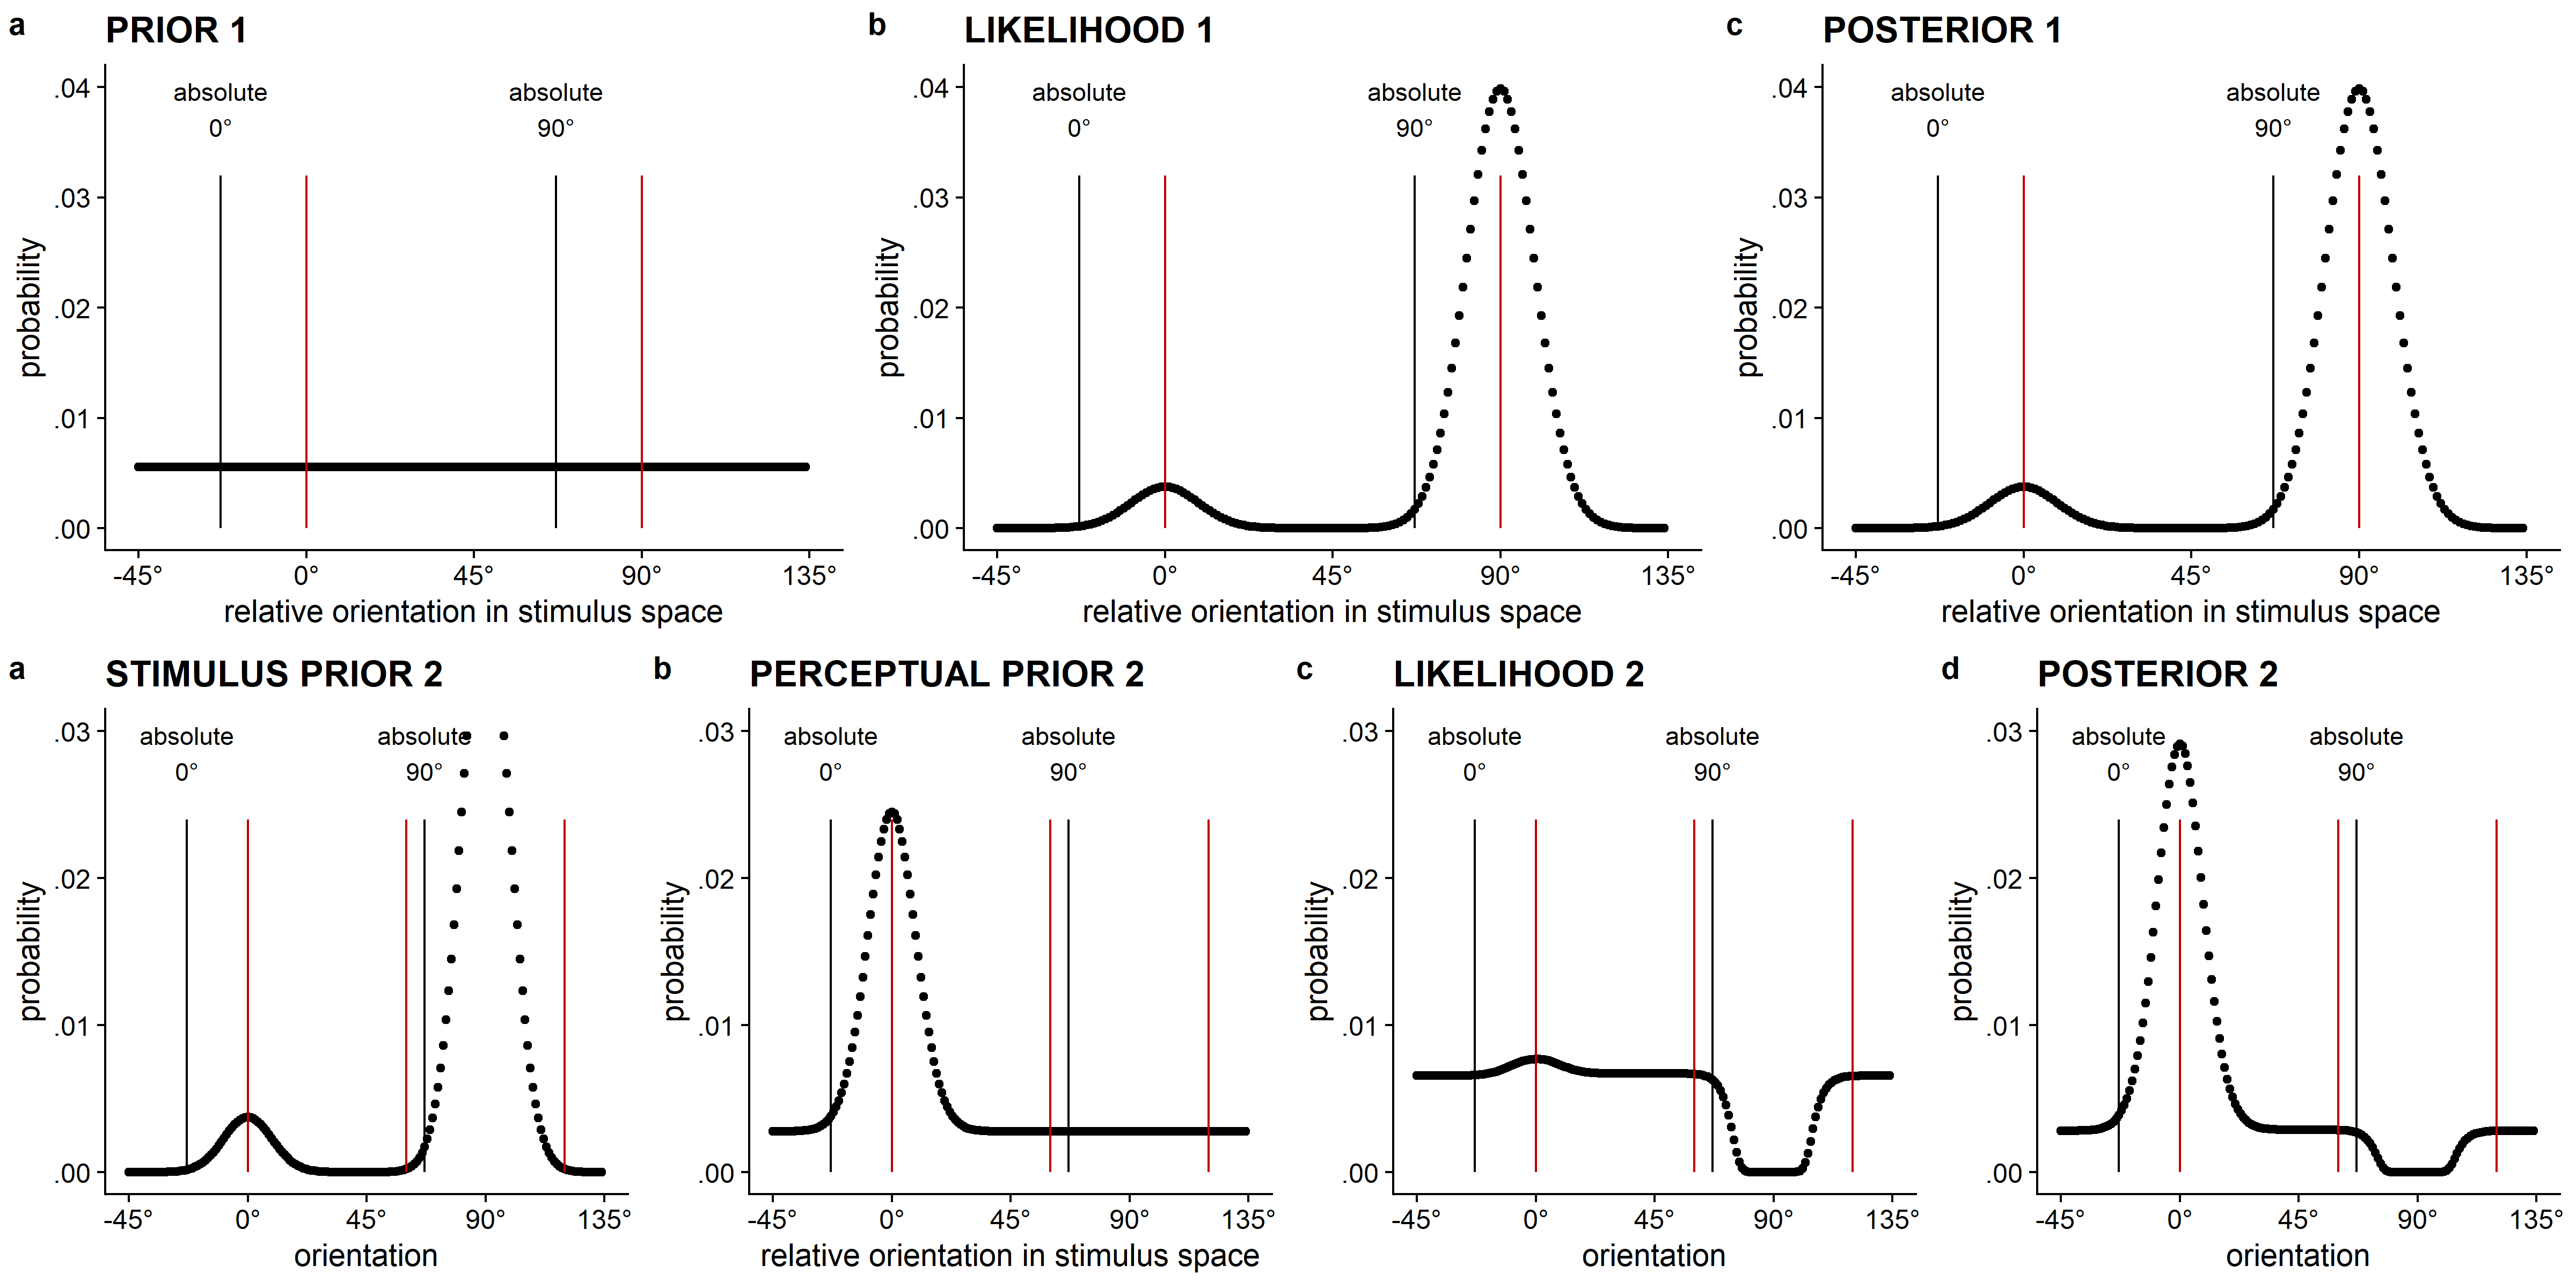 a PRIOR 1
.04
.03
.02
.01
.00
probability
absolute
0°
absolute
90°
-45° 0° 45° 90° 135°
relative orientation in stimulus space
b LIKELIHOOD 1
.04
.03
.02
.01
.00
probability
absolute
0°
absolute
90°
-45° 0° 45° 90° 135°
relative orientation in stimulus space
c POSTERIOR 1
.04
.03
.02
.01
.00
probability
absolute
0°
absolute
90°
-45° 0° 45° 90° 135°
relative orientation in stimulus space
a STIMULUS PRIOR 2
.03
.02
.01
.00
probability
absolute
0°
absolute
90°
-45° 0° 45° 90° 135°
orientation
b PERCEPTUAL PRIOR 2
.03
.02
.01
.00
probability
absolute
0°
absolute
90°
-45° 0° 45° 90° 135°
relative orientation in stimulus space
c LIKELIHOOD 2
.03
.02
.01
.00
probability
absolute
0°
absolute
90°
-45° 0° 45° 90° 135°
orientation
d POSTERIOR 2
.03
.02
.01
.00
probability
absolute
0°
absolute
90°
-45° 0° 45° 90° 135°
orientation